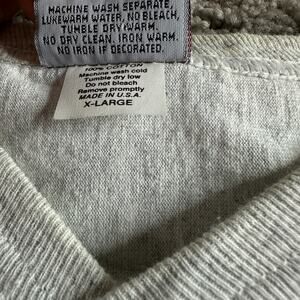 MACHINE WASH SEPARATE,
LUKEWARM WATER, NO BLEACH,
TUMBLE DRY WARM.
NO DRY CLEAN. IRON WARM.
NO IRON IF DECORATED.
100% COTTON
Machine wash cold
Tumble dry low
Do not bleach
Remove promptly
MADE IN U.S.A.
X-LARGE